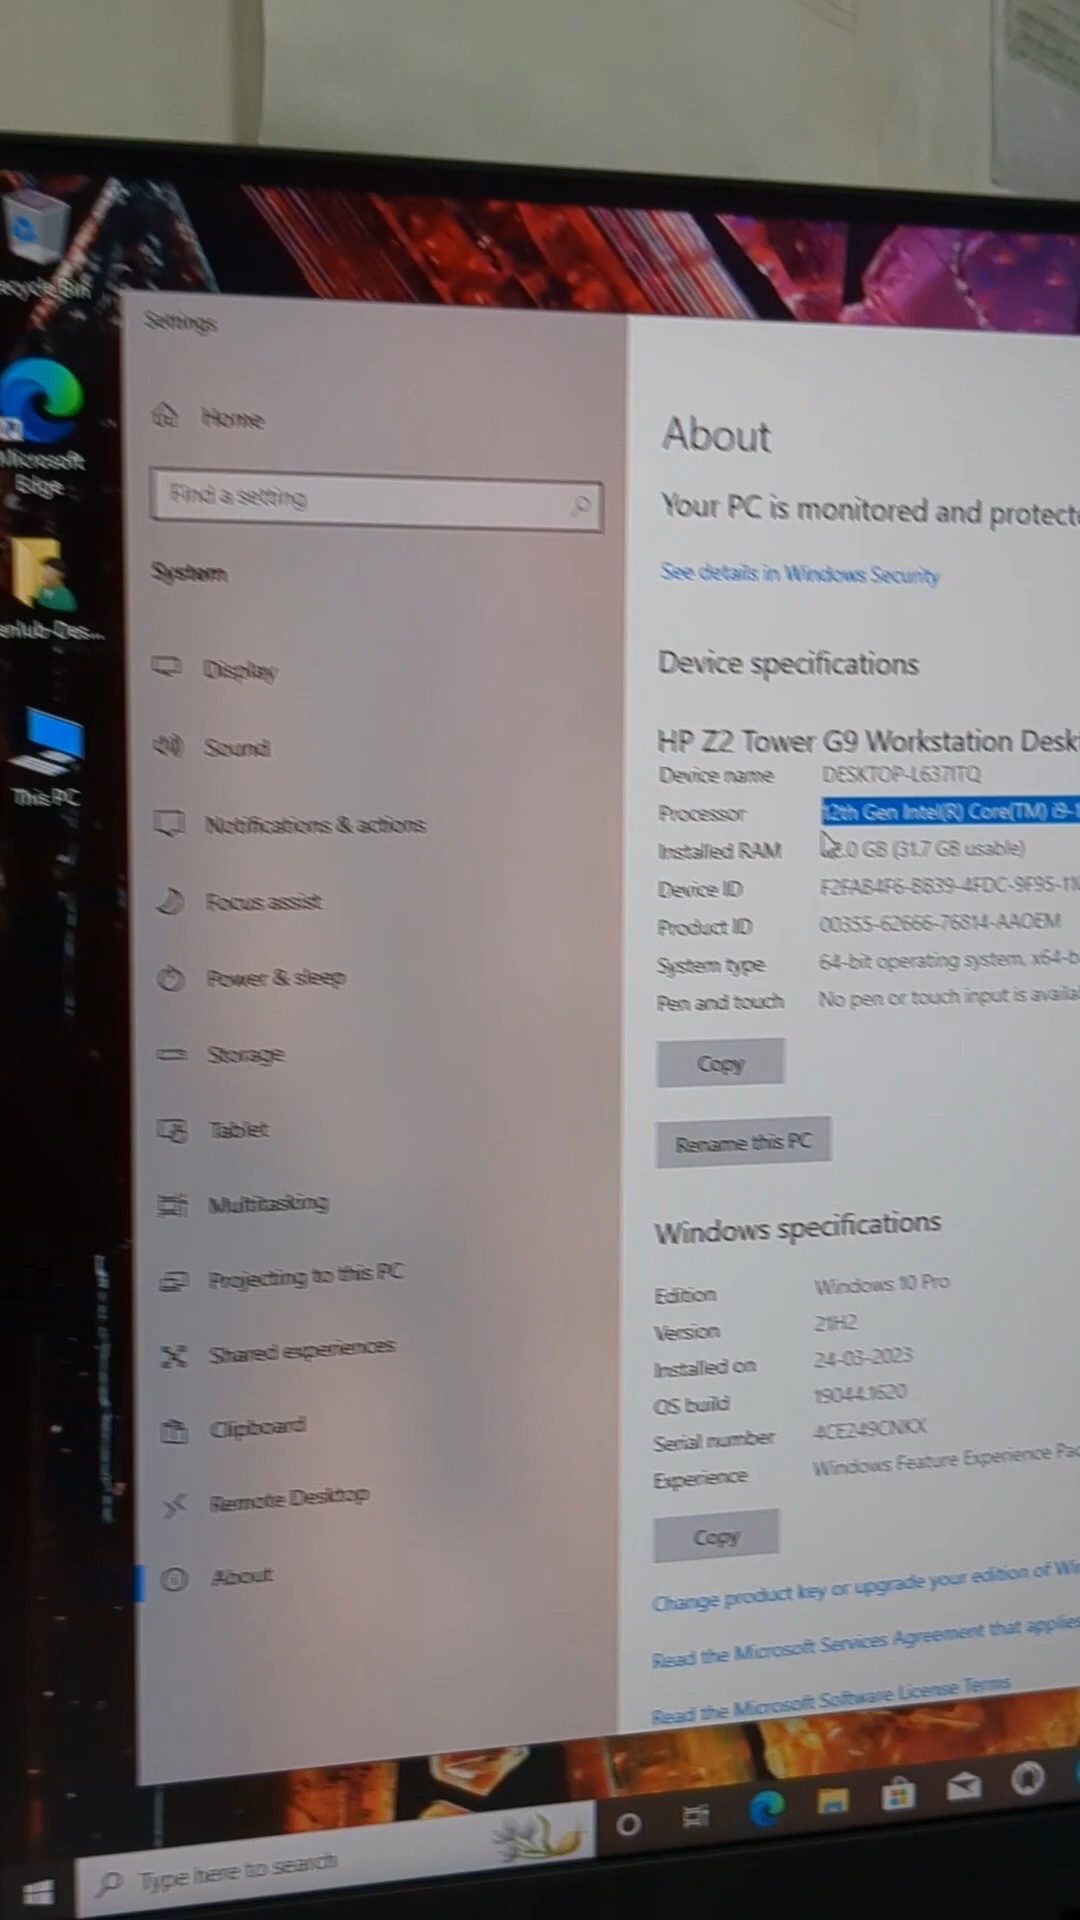 Settings
Home
Find a setting
System
Display
Sound
Notifications & actions
Focus assist
Power & sleep
Storage
Tablet
Multitasking
Projecting to this PC
Shared experiences
Clipboard
Remote Desktop
About
About
Your PC is monitored and
See details in Windows Security
Device specifications
HP Z2 Tower G9 Workstation
Device name DESKTOP-L637ITQ
Processor 12th Gen Intel(R) Core(TM)
Installed RAM GB (31.7 GB usable)
Device ID
Product ID 00355-62666-76814-AAOEM
System type 64-bit operating system,
Pen and touch No pen or touch input is
Copy
Rename this PC
Windows specifications
Edition Windows 10 Pro
Version 21H2
Installed on 24-03-2023
OS build 19044.1620
Serial number 4CE249CNKX
Experience Windows Feature Experience
Copy
Change product key or upgrade your edition of
Read the Microsoft Services Agreement that
Read the Microsoft Software License Terms
Microsoft
Edge
This PC
Type here to search